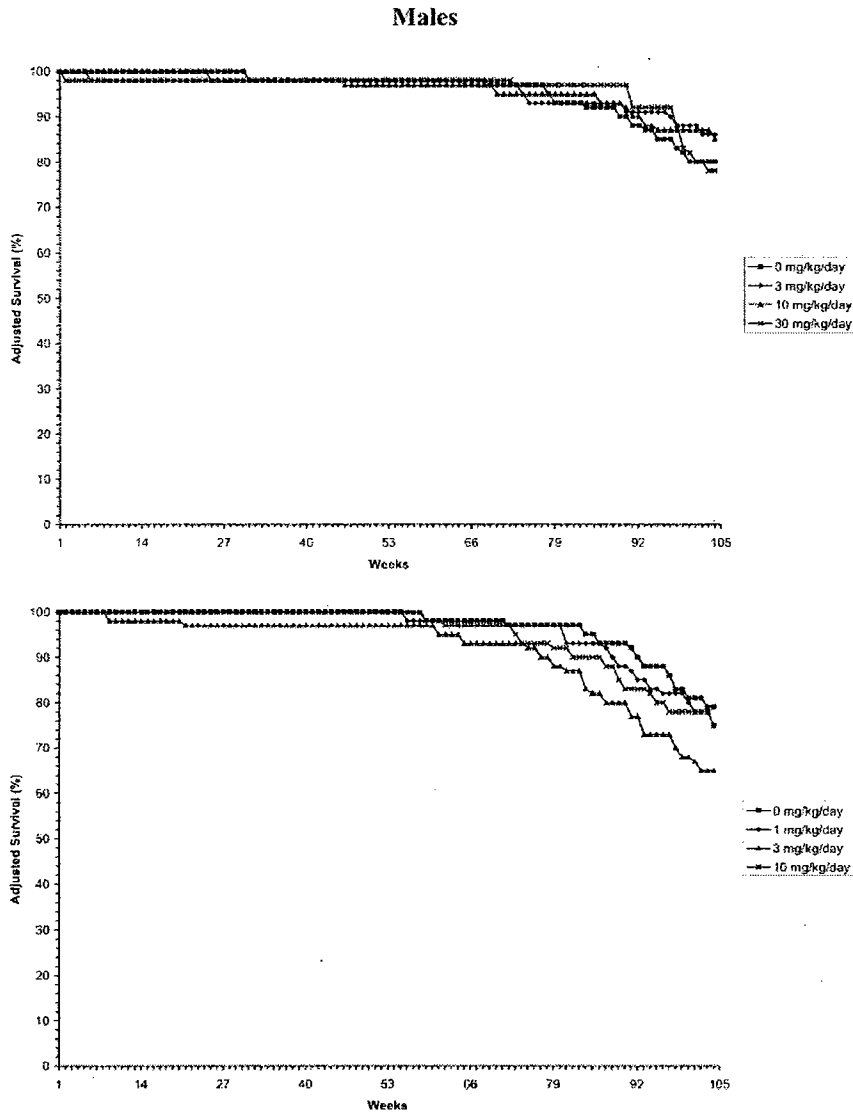 Males
100
90
80
70
60
50
40
30
20
10
0
Adjusted Survival (%)
1 14 27 40 53 66 79 92 105
Weeks
0 mg/kg/day
3 mg/kg/day
10 mg/kg/day
30 mg/kg/day
100
90
80
70
60
50
40
30
20
10
0
Adjusted Survival (%)
1 14 27 40 53 66 79 92 105
Weeks
0 mg/kg/day
1 mg/kg/day
3 mg/kg/day
10 mg/kg/day